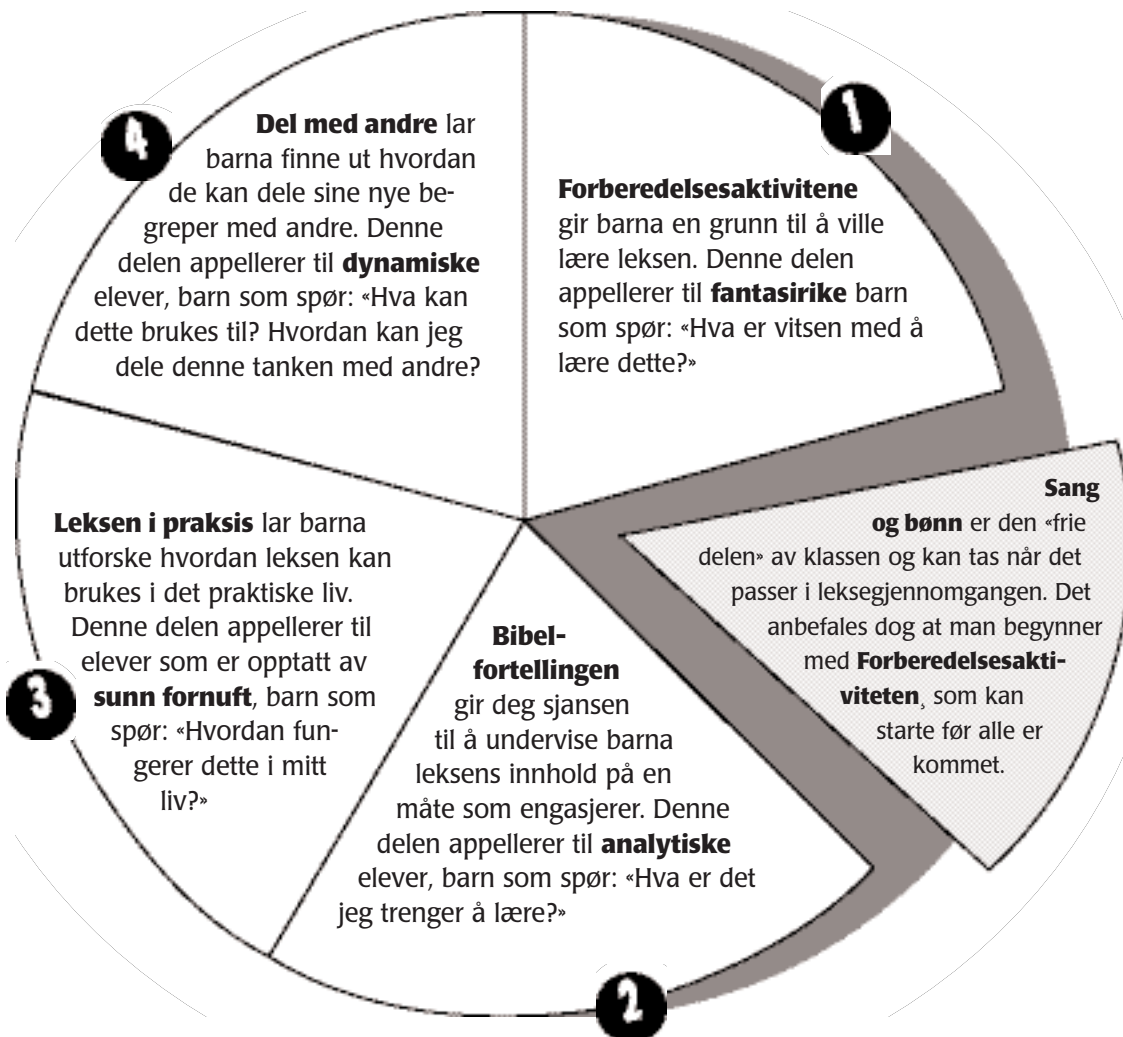 1
Forberedelsesaktivitene
gir barna en grunn til å ville
lære leksen. Denne delen
appellerer til fantasirike barn
som spør: «Hva er vitsen med å
lære dette?»
Sang
og bønn er den «frie
delen» av klassen og kan tas når det
passer i leksegjennomgangen. Det
anbefales dog at man begynner
med Forberedelsesakti-
viteten¸ som kan
starte før alle er
kommet.
2
Bibel-
fortellingen
gir deg sjansen
til å undervise barna
leksens innhold på en
måte som engasjerer. Denne
delen appellerer til analytiske
elever, barn som spør: «Hva er det
jeg trenger å lære?»
3
Leksen i praksis lar barna
utforske hvordan leksen kan
brukes i det praktiske liv.
Denne delen appellerer til
elever som er opptatt av
sunn fornuft, barn som
spør: «Hvordan fun-
gerer dette i mitt
liv?»
4
Del med andre lar
barna finne ut hvordan
de kan dele sine nye be-
greper med andre. Denne
delen appellerer til dynamiske
elever, barn som spør: «Hva kan
dette brukes til? Hvordan kan jeg
dele denne tanken med andre?